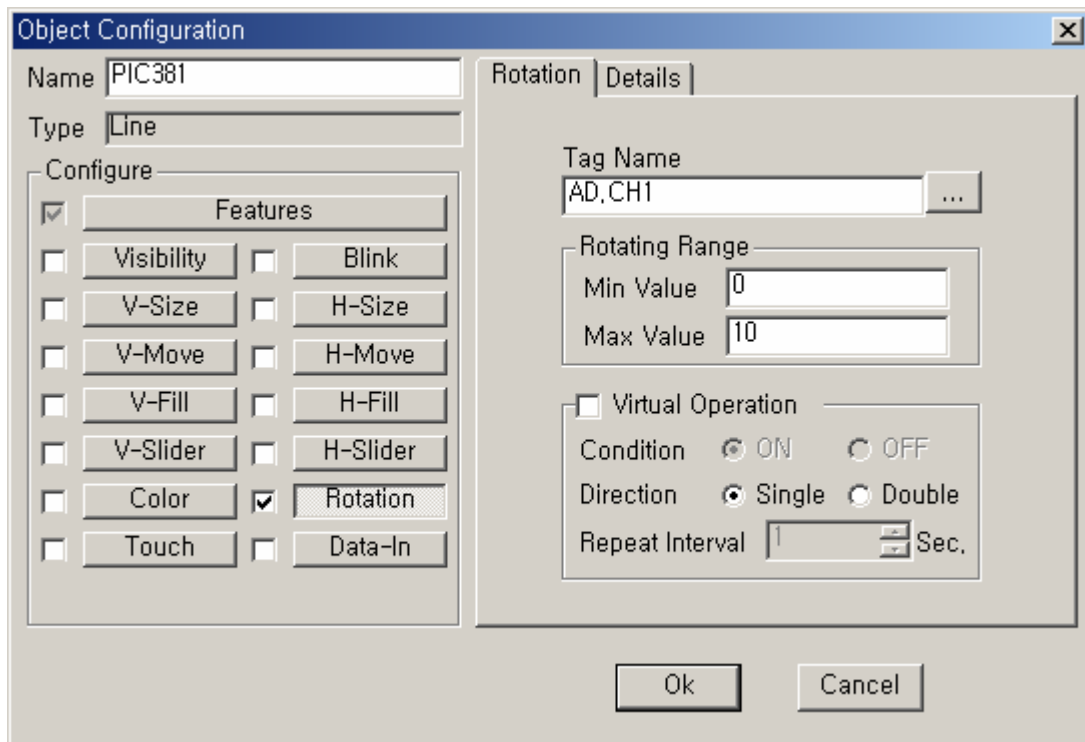 Object Configuration
Name PIC381
Type Line
Configure
Features
Visibility Blink
V-Size H-Size
V-Move H-Move
V-Fill H-Fill
V-Slider H-Slider
Color Rotation
Touch Data-In
Rotation Details
Tag Name
AD.CH1 ...
Rotating Range
Min Value 0
Max Value 10
Virtual Operation
Condition ON OFF
Direction Single Double
Repeat Interval 1 Sec.
Ok Cancel